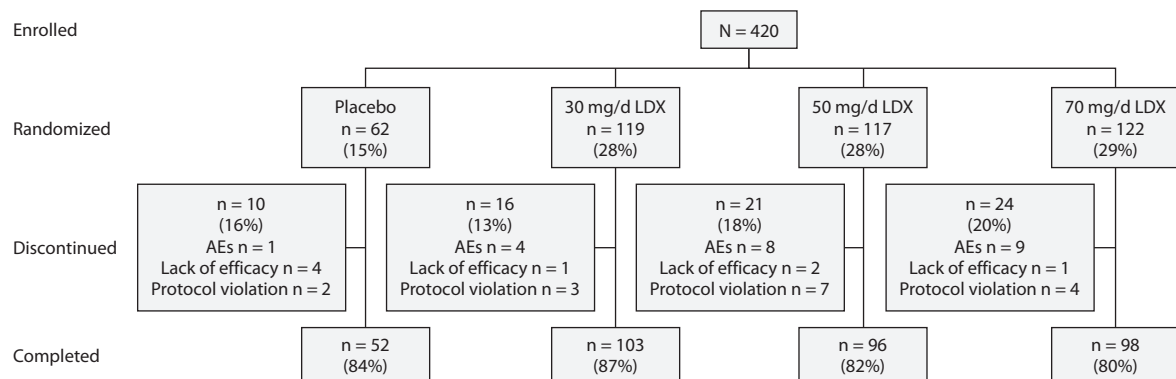 Enrolled
N = 420
Randomized
Placebo
n = 62
(15%)
30 mg/d LDX
n = 119
(28%)
50 mg/d LDX
n = 117
(28%)
70 mg/d LDX
n = 122
(29%)
Discontinued
n = 10
(16%)
AEs n = 1
Lack of efficacy n = 4
Protocol violation n = 2
n = 16
(13%)
AEs n = 4
Lack of efficacy n = 1
Protocol violation n = 3
n = 21
(18%)
AEs n = 8
Lack of efficacy n = 2
Protocol violation n = 7
n = 24
(20%)
AEs n = 9
Lack of efficacy n = 1
Protocol violation n = 4
Completed
n = 52
(84%)
n = 103
(87%)
n = 96
(82%)
n = 98
(80%)